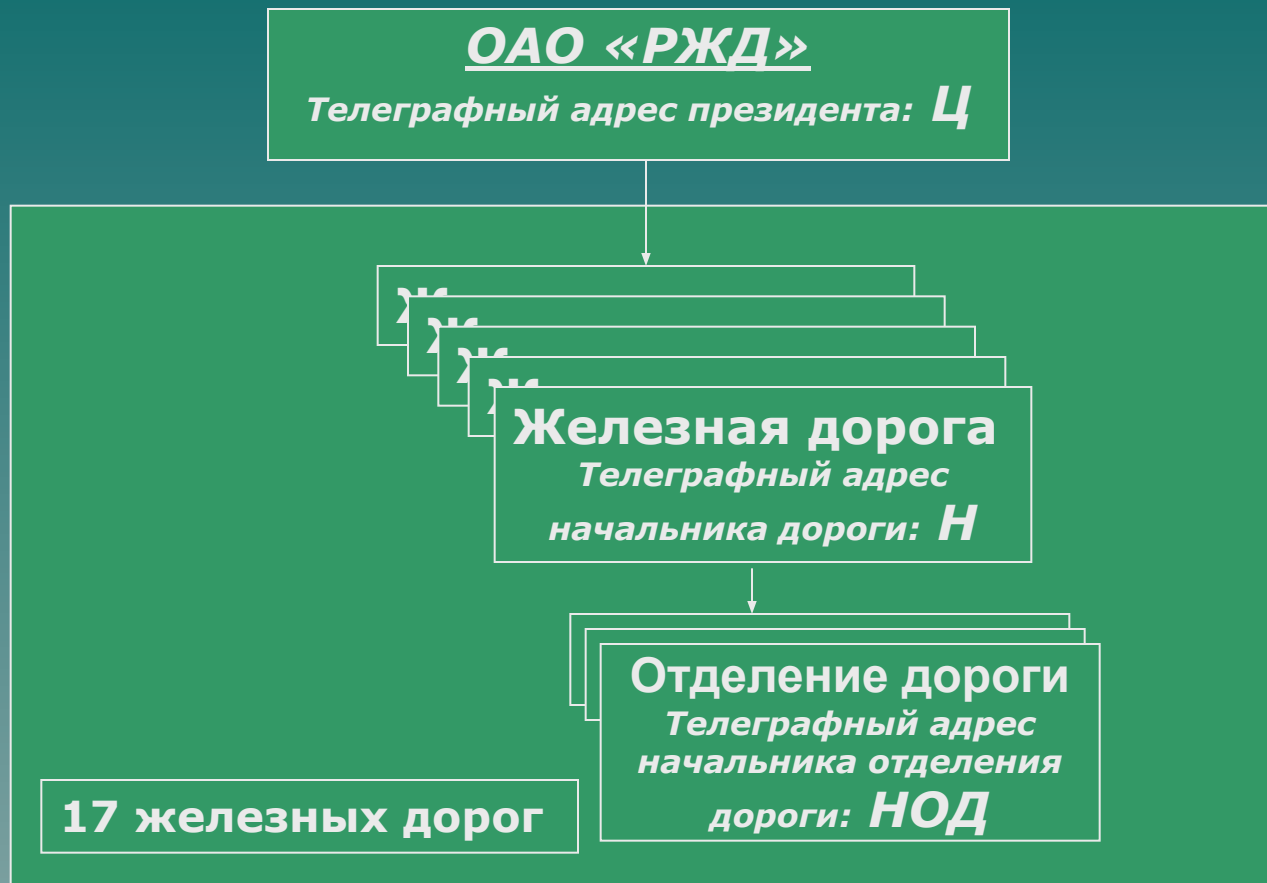 ОАО «РЖД»
Телеграфный адрес президента: Ц
Ж
Ж
Ж
Ж
Железная дорога
Телеграфный адрес
начальника дороги: Н
Отделение дороги
Телеграфный адрес
начальника отделения
дороги: НОД
17 железных дорог